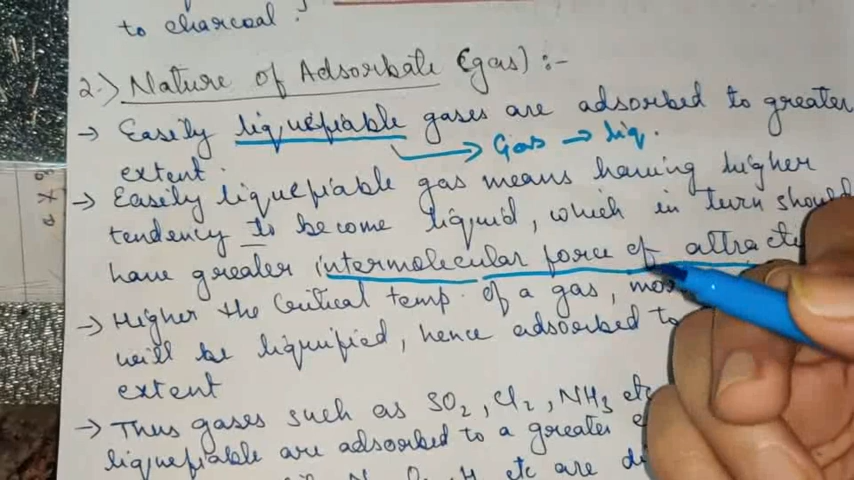 to charcoal.
2.) Nature of Adsorbate (gas) :-
→ Easily liquefiable gases are adsorbed to greater
extent.
Gas → liq.
→ Easily liquefiable gas means having higher
tendency to become liquid, which in turn should
have greater intermolecular force of
→ Higher the Critical temp. of a gas,
will be liquified, hence adsorbed to
extent
→ Thus gases such as SO2, Cl2, NH3 etc
liquefiable are adsorbed to a greater
etc are